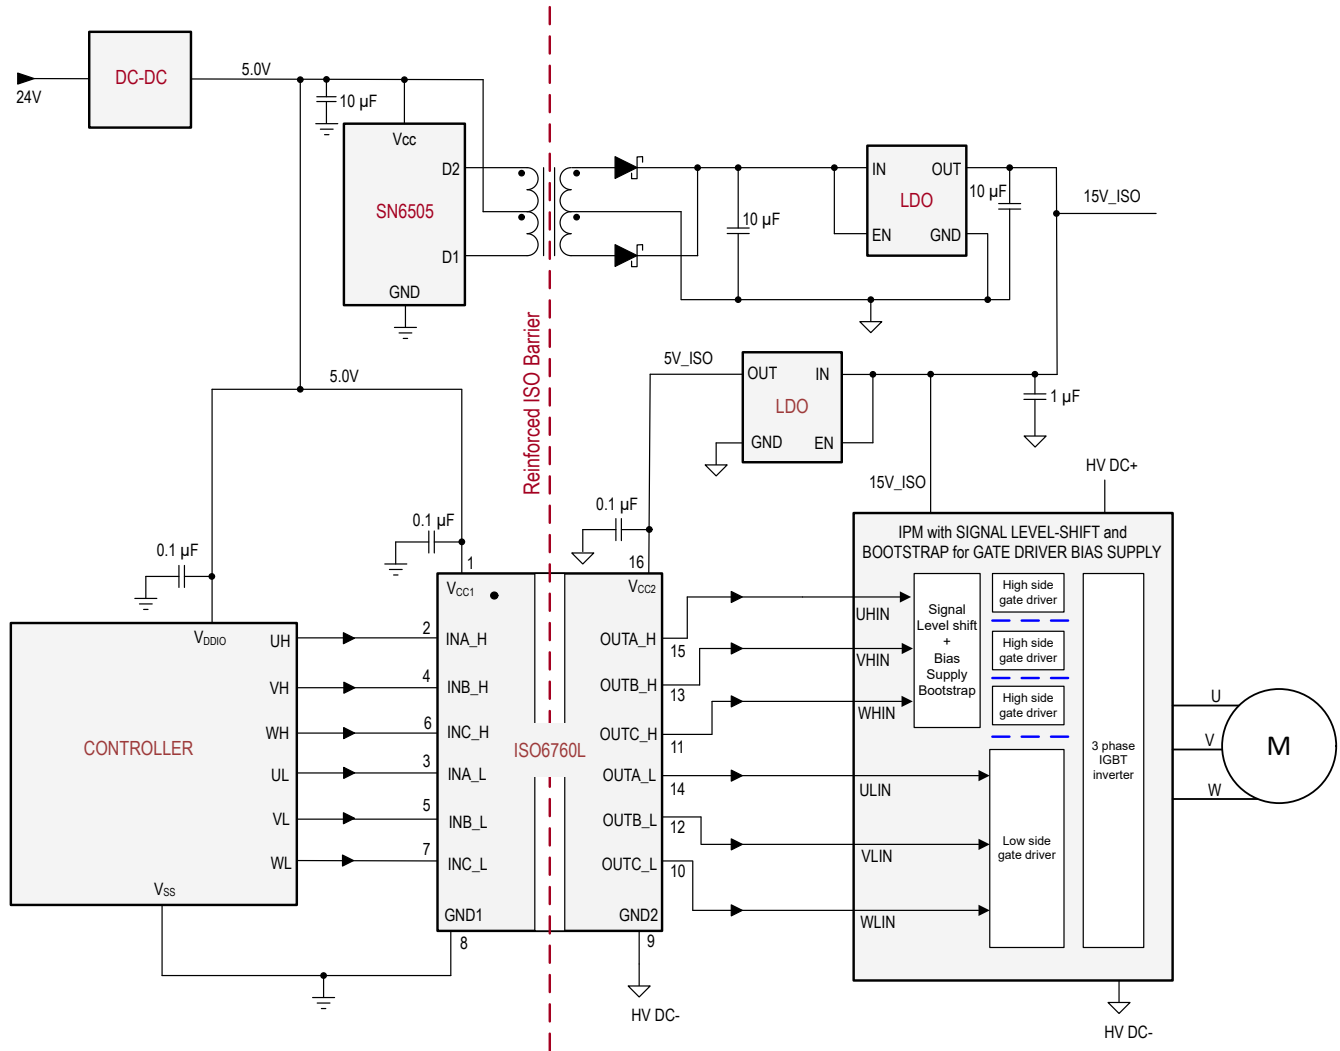 DC-DC
24V
5.0V
10 µF
Vcc
D2
SN6505
D1
GND
Reinforced ISO Barrier
10 µF
IN
OUT
LDO
EN
GND
10 µF
15V_ISO
5V_ISO
OUT
IN
LDO
GND
EN
1 µF
15V_ISO
HV DC+
5.0V
0.1 µF
0.1 µF
0.1 µF
1
16
VDDIO
UH
VH
WH
UL
VL
WL
CONTROLLER
VSS
2
4
6
3
5
7
8
VCC1
INA_H
INB_H
INC_H
INA_L
INB_L
INC_L
GND1
ISO6760L
VCC2
OUTA_H
OUTB_H
OUTC_H
OUTA_L
OUTB_L
OUTC_L
GND2
15
13
11
14
12
10
9
HV DC-
IPM with SIGNAL LEVEL-SHIFT and
BOOTSTRAP for GATE DRIVER BIAS SUPPLY
UHIN
VHIN
WHIN
ULIN
VLIN
WLIN
Signal
Level shift
+
Bias
Supply
Bootstrap
High side
gate driver
High side
gate driver
High side
gate driver
Low side
gate driver
3 phase
IGBT
inverter
U
V
W
M
HV DC-